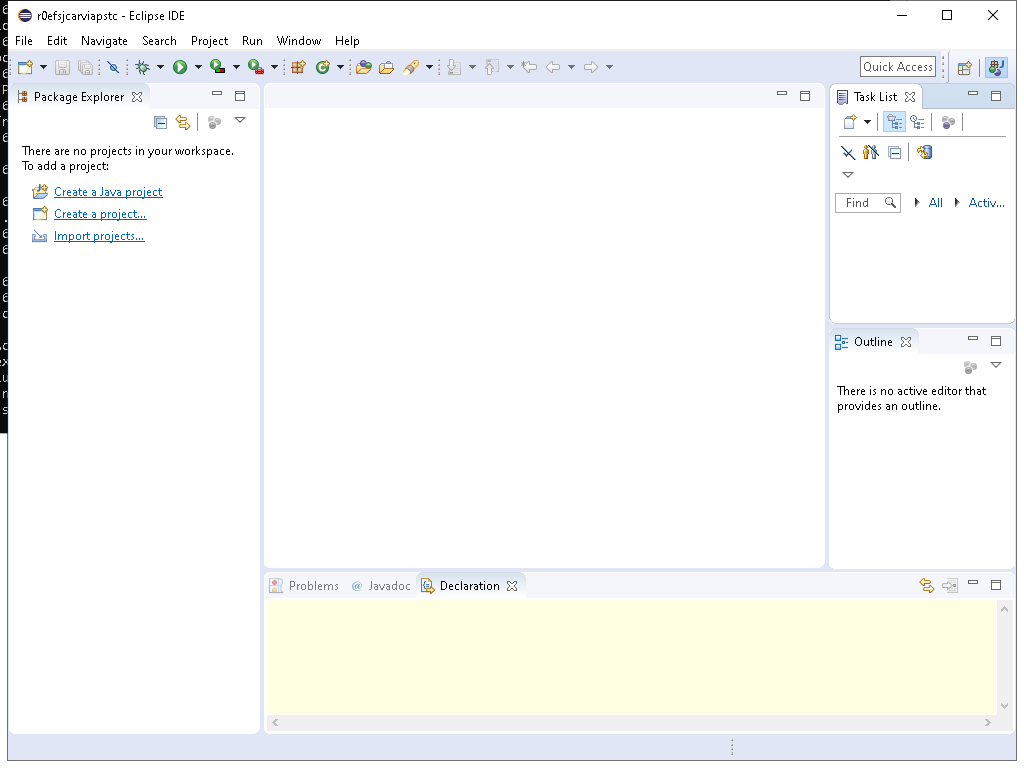 r0efsjcarviapstc - Eclipse IDE
File Edit Navigate Search Project Run Window Help
Quick Access
Package Explorer
Task List
There are no projects in your workspace.
To add a project:
Create a Java project
Create a project...
Import projects...
Find
All
Activ...
Outline
There is no active editor that
provides an outline.
Problems @ Javadoc Declaration